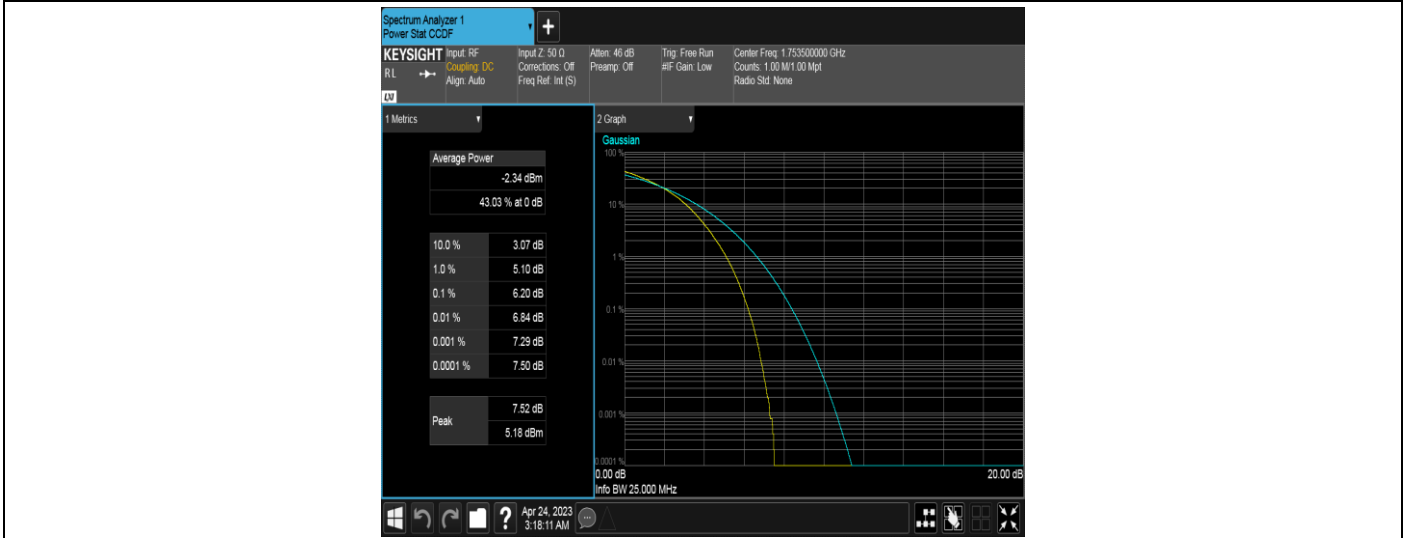 Spectrum Analyzer 1
Power Stat CCDF
+
KEYSIGHT Input: RF Input Z: 50 Ω Atten: 46 dB Trig: Free Run Center Freq: 1.753500000 GHz
RL Coupling: DC Corrections: Off Preamp: Off #IF Gain: Low Counts: 1.00 M/1.00 Mpt
Align: Auto Freq Ref: Int (S) Radio Std: None
LXI
1 Metrics
Average Power
-2.34 dBm
43.03 % at 0 dB
10.0 % 3.07 dB
1.0 % 5.10 dB
0.1 % 6.20 dB
0.01 % 6.84 dB
0.001 % 7.29 dB
0.0001 % 7.50 dB
Peak 7.52 dB
5.18 dBm
2 Graph
Gaussian
100 %
10 %
1 %
0.1 %
0.01 %
0.001 %
0.0001 %
0.00 dB 20.00 dB
Info BW 25.000 MHz
? Apr 24, 2023
3:18:11 AM